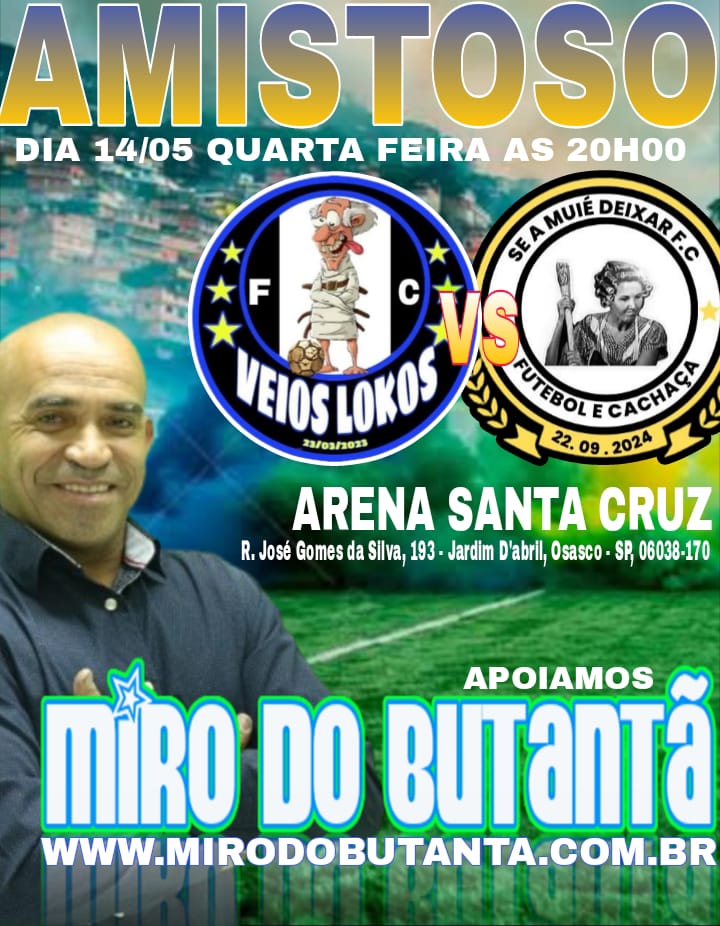 AMISTOSO
DIA 14/05 QUARTA FEIRA AS 20H00
F C
VEIOS LOKOS
23/03/2023
VS
SE A MUIÉ DEIXAR F.C
FUTEBOL E CACHAÇA
22.09.2024
ARENA SANTA CRUZ
R. José Gomes da Silva, 193 - Jardim D'abril, Osasco - SP, 06038-170
APOIAMOS
MIRO DO BUTANTÃ
WWW.MIRODOBUTANTA.COM.BR